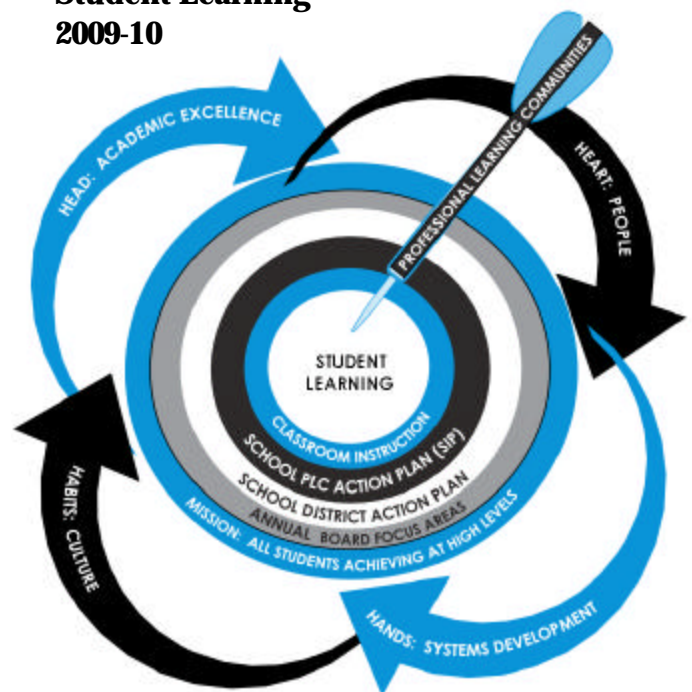 Student Learning
2009-10
HEAD: ACADEMIC EXCELLENCE
PROFESSIONAL LEARNING COMMUNITIES
HEART: PEOPLE
STUDENT
LEARNING
CLASSROOM INSTRUCTION
SCHOOL PLC ACTION PLAN (SIP)
SCHOOL DISTRICT ACTION PLAN
ANNUAL BOARD FOCUS AREAS
MISSION: ALL STUDENTS ACHIEVING AT HIGH LEVELS
HABITS: CULTURE
HANDS: SYSTEMS DEVELOPMENT